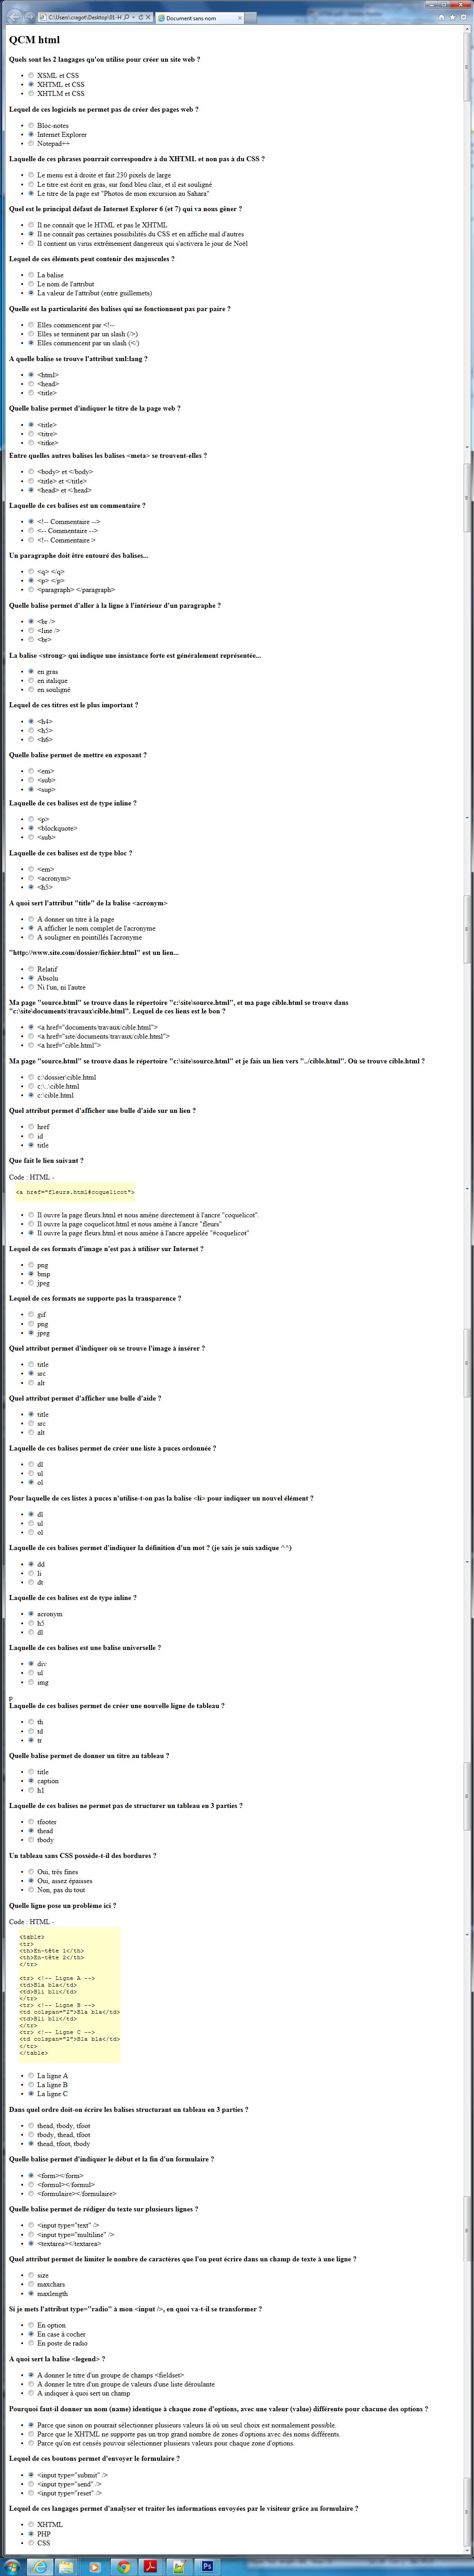 C:\Users\cragot\Desktop\01-H
Document sans nom
QCM html
Quels sont les 2 langages qu'on utilise pour créer un site web ?
XSML et CSS
XHTML et CSS
XHTLM et CSS
Lequel de ces logiciels ne permet pas de créer des pages web ?
Bloc-notes
Internet Explorer
Notepad++
Laquelle de ces phrases pourrait correspondre à du XHTML et non pas à du CSS ?
Le menu est à droite et fait 230 pixels de large
Le titre est écrit en gras, sur fond bleu clair, et il est souligné
Le titre de la page est "Photos de mon excursion au Sahara"
Quel est le principal défaut de Internet Explorer 6 (et 7) qui va nous gêner ?
Il ne connaît que le HTML et pas le XHTML
Il ne connaît pas certaines possibilités du CSS et en affiche mal d'autres
Il contient un virus extrêmement dangereux qui s'activera le jour de Noël
Lequel de ces éléments peut contenir des majuscules ?
La balise
Le nom de l'attribut
La valeur de l'attribut (entre guillemets)
Quelle est la particularité des balises qui ne fonctionnent pas par paire ?
Elles commencent par <!--
Elles se terminent par un slash (/>)
Elles commencent par un slash (</)
A quelle balise se trouve l'attribut xml:lang ?
<html>
<head>
<title>
Quelle balise permet d'indiquer le titre de la page web ?
<title>
<titre>
<titke>
Entre quelles autres balises les balises <meta> se trouvent-elles ?
<body> et </body>
<title> et </title>
<head> et </head>
Laquelle de ces balises est un commentaire ?
<!-- Commentaire -->
<-- Commentaire -->
<!-- Commentaire >
Un paragraphe doit être entouré des balises...
<q> </q>
<p> </p>
<paragraph> </paragraph>
Quelle balise permet d'aller à la ligne à l'intérieur d'un paragraphe ?
<br />
<line />
<br>
La balise <strong> qui indique une insistance forte est généralement représentée...
en gras
en italique
en souligné
Lequel de ces titres est le plus important ?
<h4>
<h5>
<h6>
Quelle balise permet de mettre en exposant ?
<em>
<sub>
<sup>
Laquelle de ces balises est de type inline ?
<p>
<blockquote>
<sub>
Laquelle de ces balises est de type bloc ?
<em>
<acronym>
<h5>
A quoi sert l'attribut "title" de la balise <acronym>
A donner un titre à la page
A afficher le nom complet de l'acronyme
A souligner en pointillés l'acronyme
"http://www.site.com/dossier/fichier.html" est un lien...
Relatif
Absolu
Ni l'un, ni l'autre
Ma page "source.html" se trouve dans le répertoire "c:\site\source.html", et ma page cible.html se trouve dans
"c:\site\documents\travaux\cible.html". Lequel de ces liens est le bon ?
<a href="documents/travaux/cible.html">
<a href="site/documents/travaux/cible.html">
<a href="cible.html">
Ma page "source.html" se trouve dans le répertoire "c:\site\source.html" et je fais un lien vers "../cible.html". Où se trouve cible.html ?
c:\dossier\cible.html
c:\..\cible.html
c:\cible.html
Quel attribut permet d'afficher une bulle d'aide sur un lien ?
href
id
title
Que fait le lien suivant ?
Code : HTML -
<a href="fleurs.html#coquelicot">
Il ouvre la page fleurs.html et nous amène directement à l'ancre "coquelicot".
Il ouvre la page coquelicot.html et nous amène à l'ancre "fleurs"
Il ouvre la page fleurs.html et nous amène à l'ancre appelée "#coquelicot"
Lequel de ces formats d'image n'est pas à utiliser sur Internet ?
png
bmp
jpeg
Lequel de ces formats ne supporte pas la transparence ?
gif
png
jpeg
Quel attribut permet d'indiquer où se trouve l'image à insérer ?
title
src
alt
Quel attribut permet d'afficher une bulle d'aide ?
title
src
alt
Laquelle de ces balises permet de créer une liste à puces ordonnée ?
dl
ul
ol
Pour laquelle de ces listes à puces n'utilise-t-on pas la balise <li> pour indiquer un nouvel élément ?
dl
ul
ol
Laquelle de ces balises permet d'indiquer la définition d'un mot ? (je sais je suis sadique ^^)
dd
li
dt
Laquelle de ces balises est de type inline ?
acronym
h5
dl
Laquelle de ces balises est une balise universelle ?
div
ul
img
p
Laquelle de ces balises permet de créer une nouvelle ligne de tableau ?
th
td
tr
Quelle balise permet de donner un titre au tableau ?
title
caption
h1
Laquelle de ces balises ne permet pas de structurer un tableau en 3 parties ?
tfooter
thead
tbody
Un tableau sans CSS possède-t-il des bordures ?
Oui, très fines
Oui, assez épaisses
Non, pas du tout
Quelle ligne pose un problème ici ?
Code : HTML -
<table>
<tr>
<th>En-tête 1</th>
<th>En-tête 2</th>
</tr>
<tr> <!-- Ligne A -->
<td>Bla bla</td>
<td>Bli bli</td>
</tr>
<tr> <!-- Ligne B -->
<td colspan="2">Bla bla</td>
<td>Bli bli</td>
</tr>
<tr> <!-- Ligne C -->
<td colspan="2">Bla bla</td>
</tr>
</table>
La ligne A
La ligne B
La ligne C
Dans quel ordre doit-on écrire les balises structurant un tableau en 3 parties ?
thead, tbody, tfoot
tbody, thead, tfoot
thead, tfoot, tbody
Quelle balise permet d'indiquer le début et la fin d'un formulaire ?
<form></form>
<formul></formul>
<formulaire></formulaire>
Quelle balise permet de rédiger du texte sur plusieurs lignes ?
<input type="text" />
<input type="multiline" />
<textarea></textarea>
Quel attribut permet de limiter le nombre de caractères que l'on peut écrire dans un champ de texte à une ligne ?
size
maxchars
maxlength
Si je mets l'attribut type="radio" à mon <input />, en quoi va-t-il se transformer ?
En option
En case à cocher
En poste de radio
A quoi sert la balise <legend> ?
A donner le titre d'un groupe de champs <fieldset>
A donner le titre d'un groupe de valeurs d'une liste déroulante
A indiquer à quoi sert un champ
Pourquoi faut-il donner un nom (name) identique à chaque zone d'options, avec une valeur (value) différente pour chacune des options ?
Parce que sinon on pourrait sélectionner plusieurs valeurs là où un seul choix est normalement possible.
Parce que le XHTML ne supporte pas un trop grand nombre de zones d'options avec des noms différents.
Parce qu'on est censés pouvoir sélectionner plusieurs valeurs pour chaque zone d'options.
Lequel de ces boutons permet d'envoyer le formulaire ?
<input type="submit" />
<input type="send" />
<input type="reset" />
Lequel de ces langages permet d'analyser et traiter les informations envoyées par le visiteur grâce au formulaire ?
XHTML
PHP
CSS
Ps